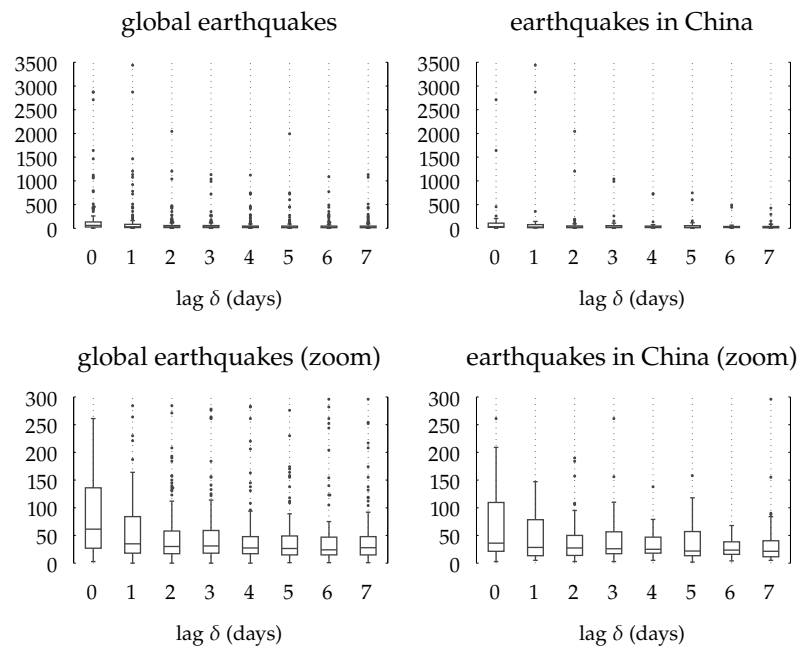 global earthquakes
earthquakes in China
3500
3000
2500
2000
1500
1000
500
0
0 1 2 3 4 5 6 7
lag δ (days)
3500
3000
2500
2000
1500
1000
500
0
0 1 2 3 4 5 6 7
lag δ (days)
global earthquakes (zoom)
earthquakes in China (zoom)
300
250
200
150
100
50
0
0 1 2 3 4 5 6 7
lag δ (days)
300
250
200
150
100
50
0
0 1 2 3 4 5 6 7
lag δ (days)